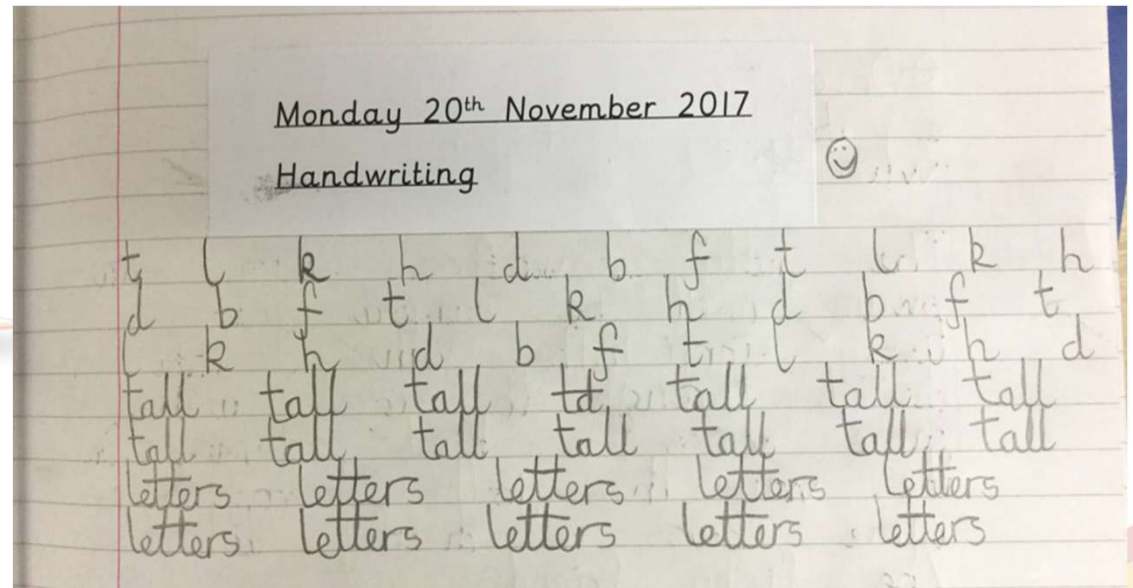 Monday 20th November 2017
Handwriting
t l k h d b f t l k h
d b f t l k h d b f t
l k h d b f t l k h d
tall tall tall td tall tall tall
tall tall tall tall tall tall tall
letters letters letters letters letters
letters letters letters letters letters